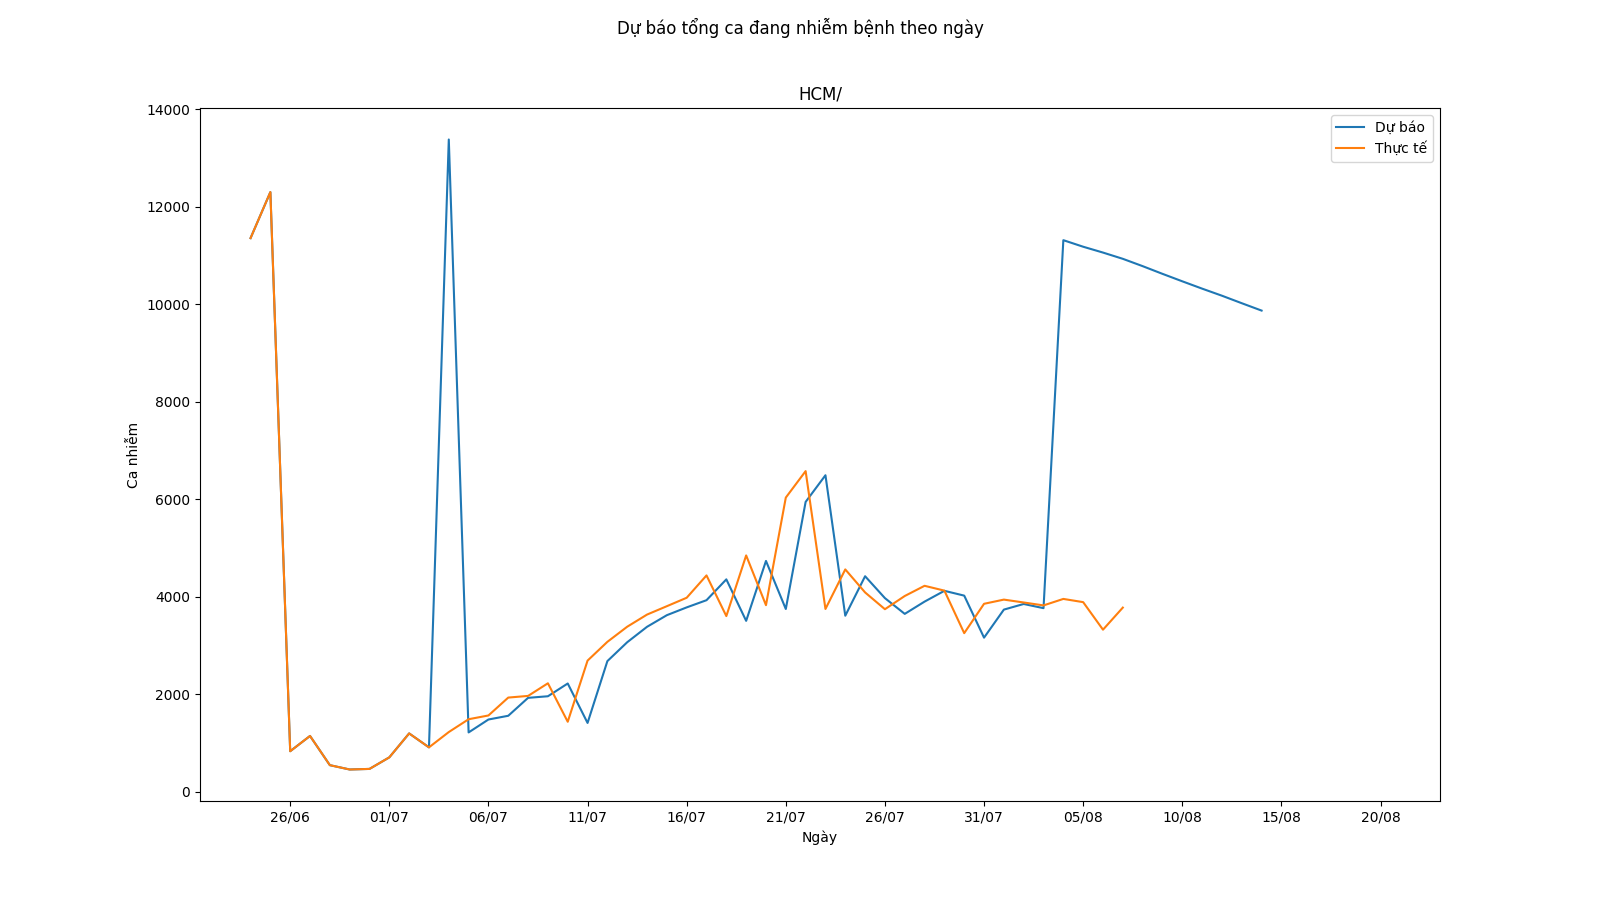 Dự báo tổng ca đang nhiễm bệnh theo ngày
HCM/
14000
12000
10000
8000
6000
4000
2000
0
Ca nhiễm
Dự báo
Thực tế
26/06 01/07 06/07 11/07 16/07 21/07 26/07 31/07 05/08 10/08 15/08 20/08
Ngày